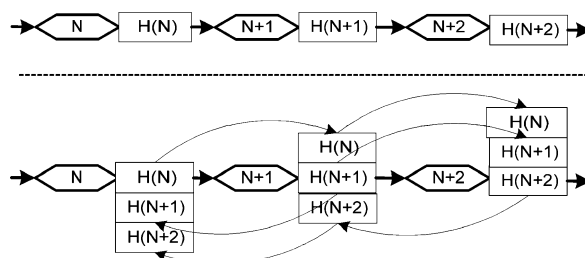 N H(N) N+1 H(N+1) N+2 H(N+2)
H(N)
H(N) H(N+1)
N H(N) N+1 H(N+1) N+2 H(N+2)
H(N+1) H(N+2)
H(N+2)